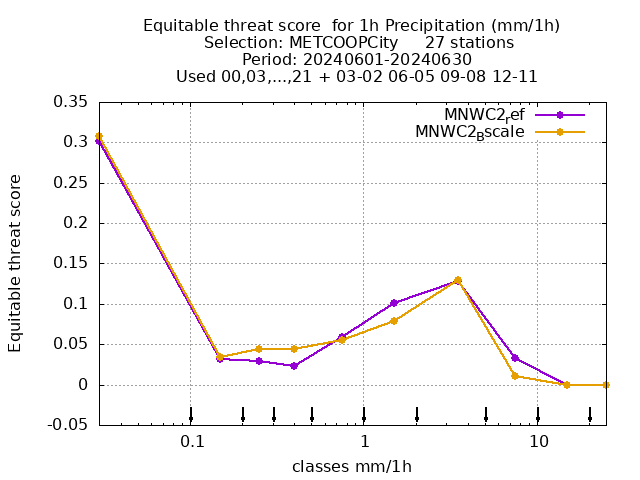 Equitable threat score  for 1h Precipitation (mm/1h)
Selection: METCOOPCity     27 stations
Period: 20240601-20240630
Used 00,03,...,21 + 03-02 06-05 09-08 12-11
MNWC2_ref
MNWC2_Bscale
0.35
0.3
0.25
0.2
0.15
0.1
0.05
0
-0.05
Equitable threat score
0.1 1 10
classes mm/1h